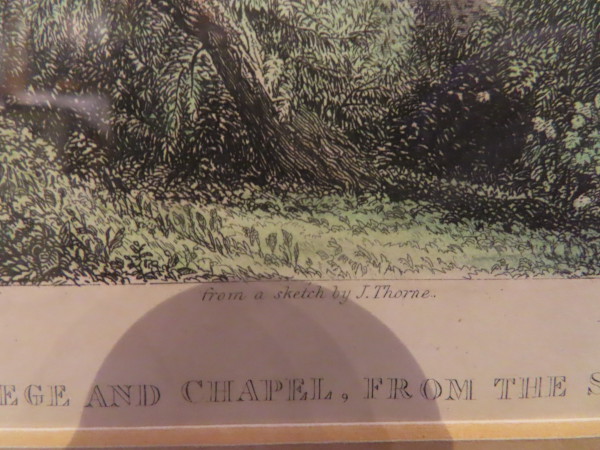 from a sketch by J. Thorne.
EGE AND CHAPEL, FROM THE S